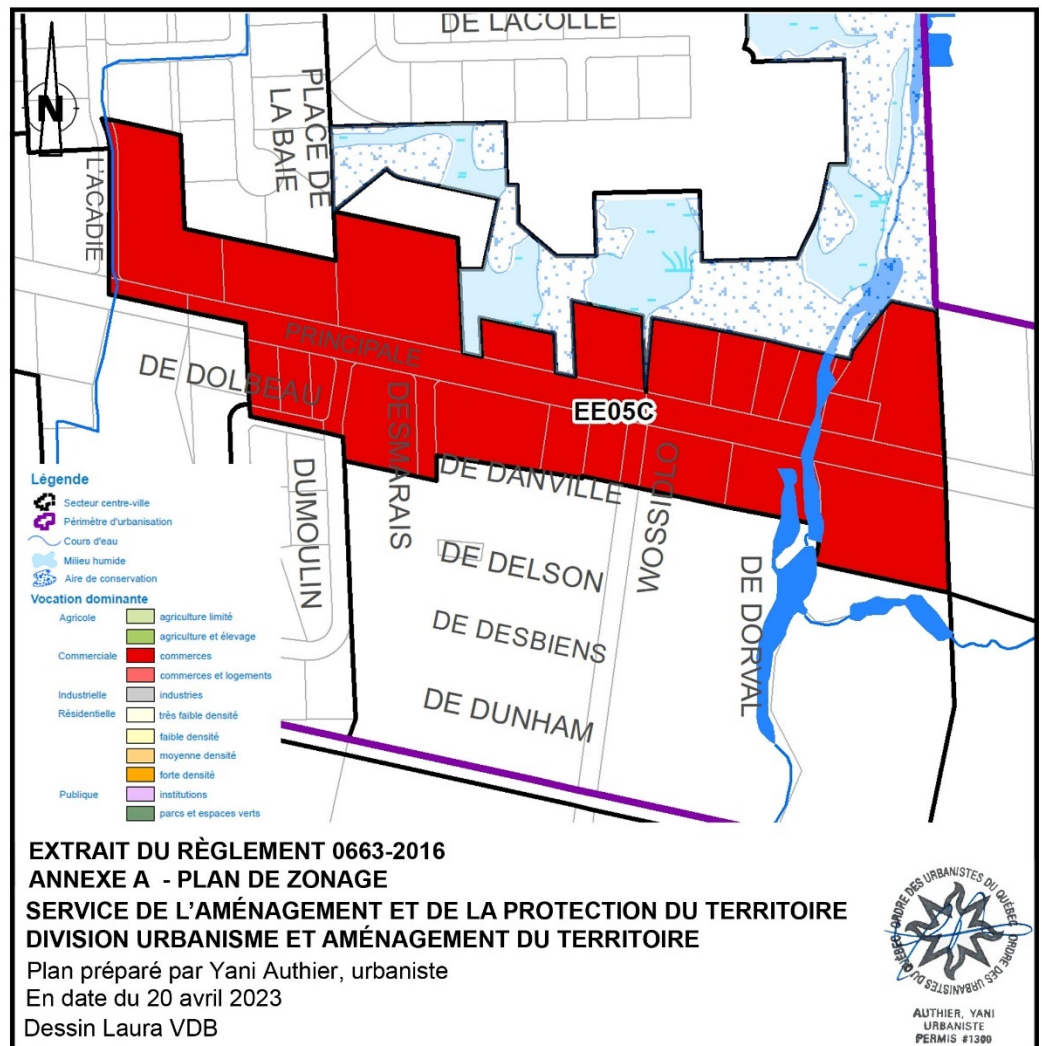 DE LACOLLE
N
PLACE DE
LA BAIE
L'ACADIE
PRINCIPALE
DE DOLBEAU
DESMARAIS
EE05C
DE DANVILLE
WOSSIDLO
DUMOULIN
DE DELSON
DE DORVAL
DE DESBIENS
DE DUNHAM
Légende
Secteur centre-ville
Périmètre d'urbanisation
Cours d'eau
Milieu humide
Aire de conservation
Vocation dominante
Agricole agriculture limité
agriculture et élevage
Commerciale commerces
commerces et logements
Industrielle industries
Résidentielle très faible densité
faible densité
moyenne densité
forte densité
Publique institutions
parcs et espaces verts
EXTRAIT DU RÈGLEMENT 0663-2016
ANNEXE A - PLAN DE ZONAGE
SERVICE DE L'AMÉNAGEMENT ET DE LA PROTECTION DU TERRITOIRE
DIVISION URBANISME ET AMÉNAGEMENT DU TERRITOIRE
Plan préparé par Yani Authier, urbaniste
En date du 20 avril 2023
Dessin Laura VDB
ORDRE DES URBANISTES DU QUÉBEC
ORDRE DES URBANISTES DU QUÉBEC
AUTHIER, YANI
URBANISTE
PERMIS #1300